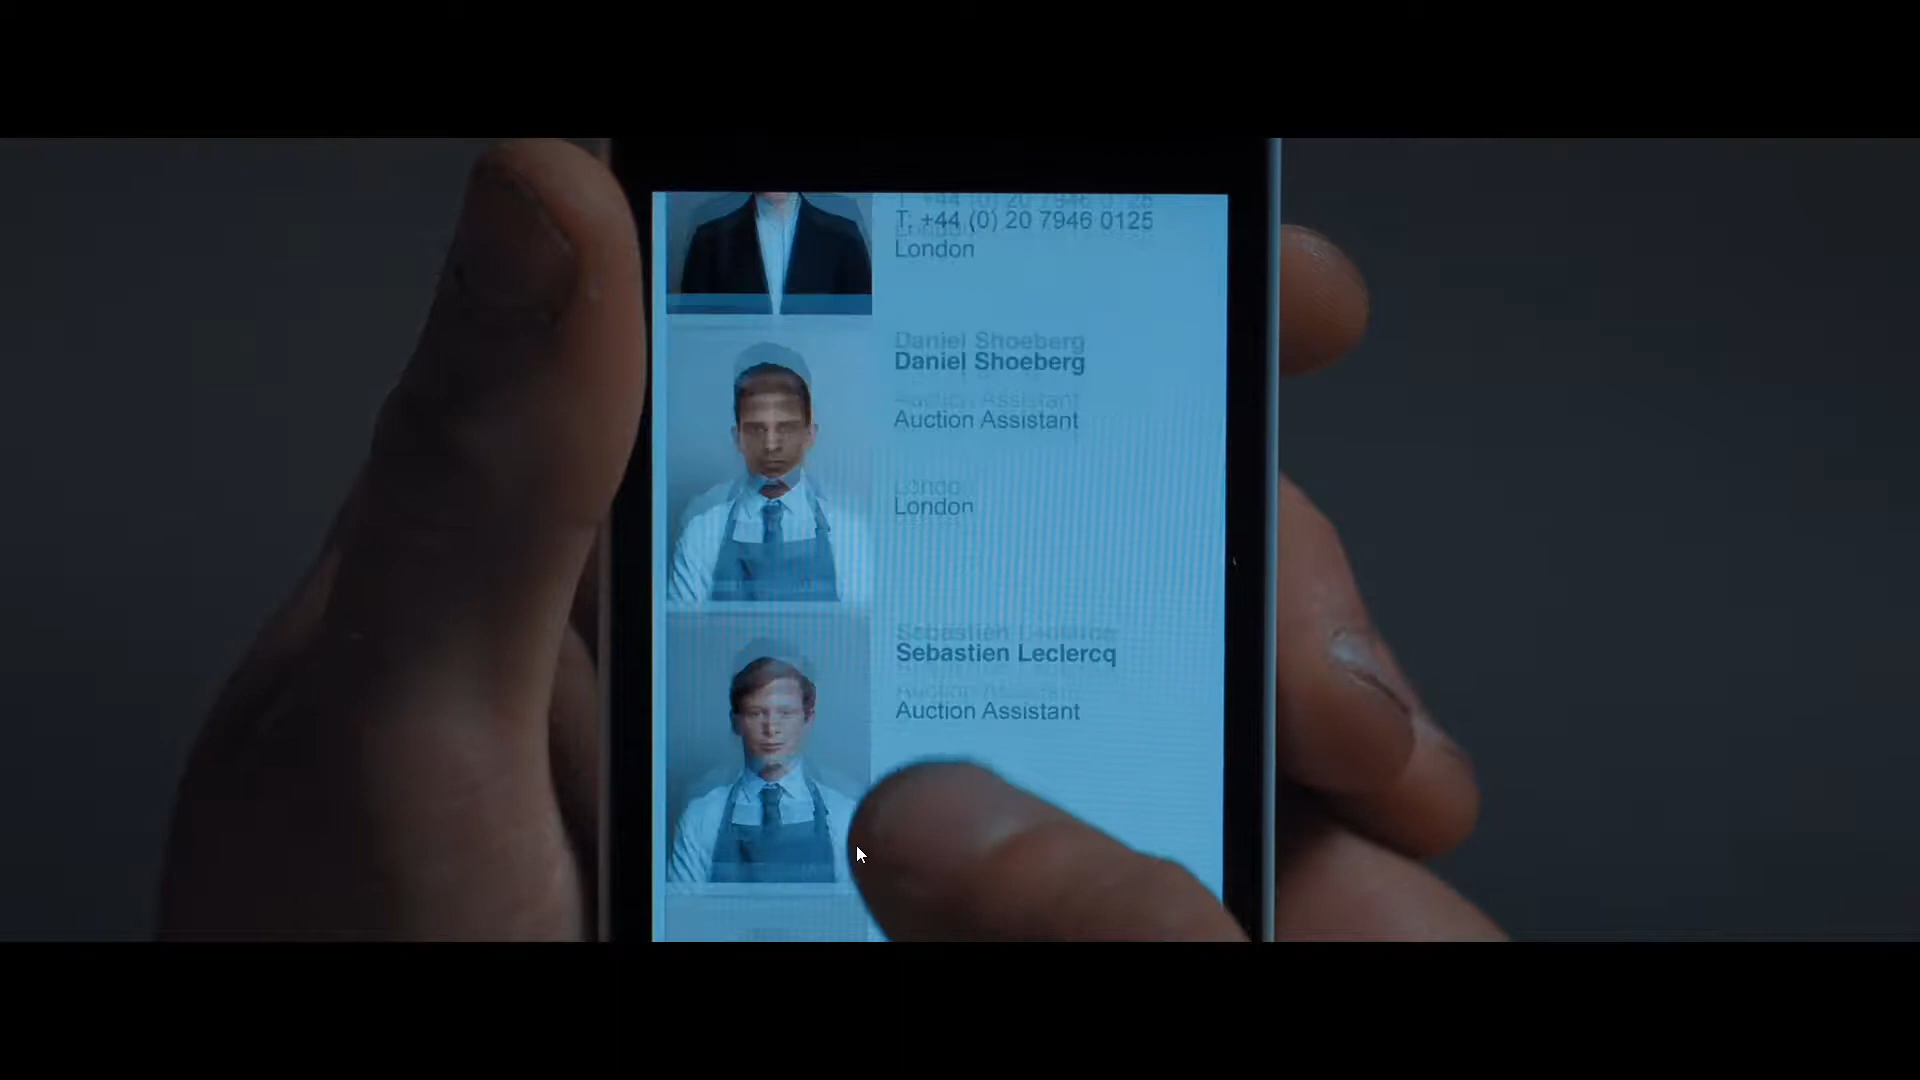 T: +44 (0) 20 7946 0125
London
Daniel Shoeberg
Auction Assistant
London
Sebastien Leclercq
Auction Assistant